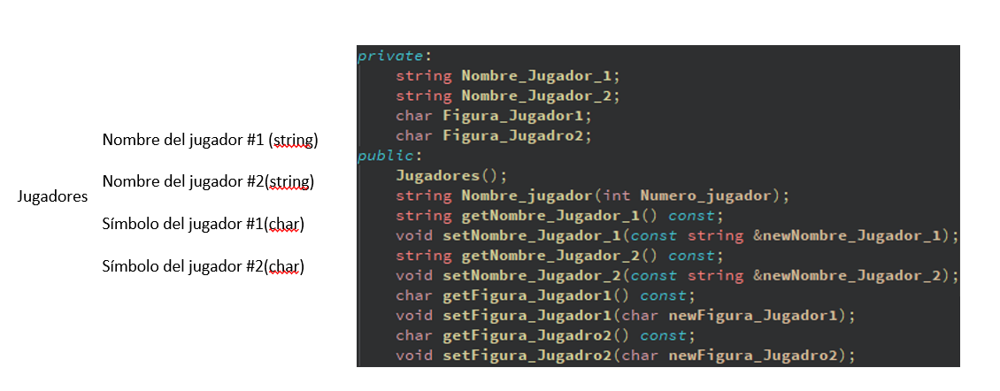 Jugadores
Nombre del jugador #1 (string)
Nombre del jugador #2(string)
Símbolo del jugador #1(char)
Símbolo del jugador #2(char)
private:
    string Nombre_Jugador_1;
    string Nombre_Jugador_2;
    char Figura_Jugador1;
    char Figura_Jugadro2;
public:
    Jugadores();
    string Nombre_jugador(int Numero_jugador);
    string getNombre_Jugador_1() const;
    void setNombre_Jugador_1(const string &newNombre_Jugador_1);
    string getNombre_Jugador_2() const;
    void setNombre_Jugador_2(const string &newNombre_Jugador_2);
    char getFigura_Jugador1() const;
    void setFigura_Jugador1(char newFigura_Jugador1);
    char getFigura_Jugadro2() const;
    void setFigura_Jugadro2(char newFigura_Jugadro2);